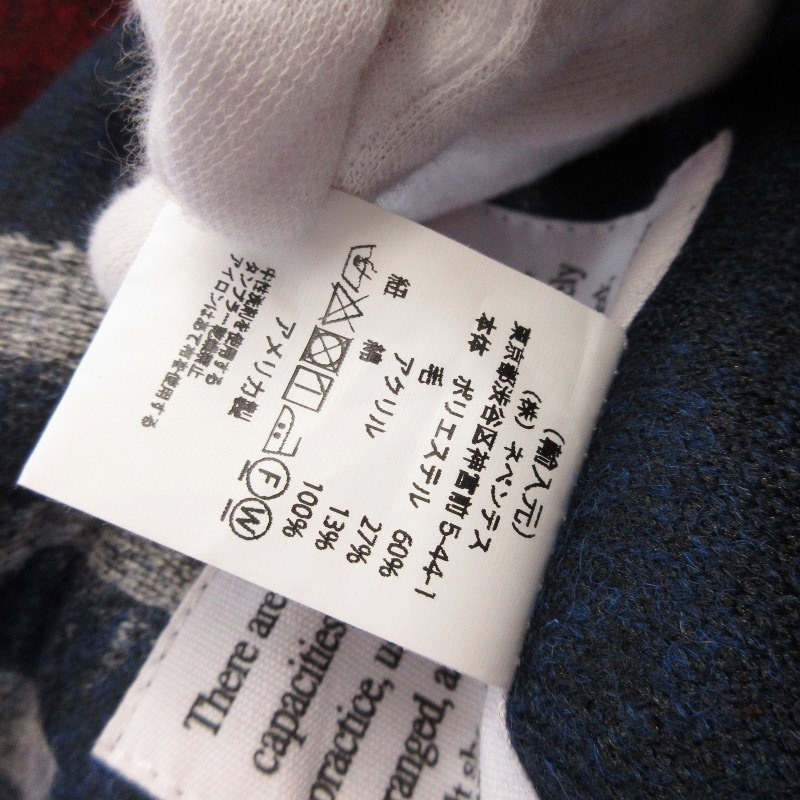 (輸入元)
(株) ネペンテス
東京都渋谷区神宮前 5-44-1
本体 ポリエステル 60%
毛 27%
アクリル 13%
紐 綿 100%
F W
アメリカ製
中性洗剤を使用する
タンブラー乾燥禁止
アイロンはあて布を使用する
There are
capacities
practice, u
ranged, a